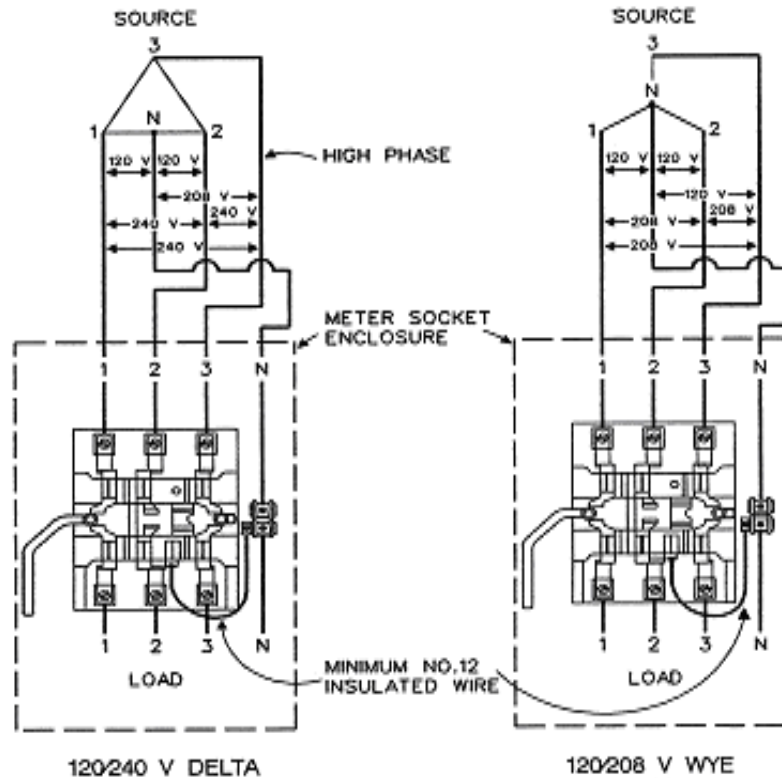 SOURCE
3
N
1 2
120 V 120 V
208 V
240 V
240 V
240 V
HIGH PHASE
METER SOCKET
ENCLOSURE
1 2 3 N
1 2 3 N
LOAD
MINIMUM NO.12
INSULATED WIRE
120/240 V DELTA
SOURCE
3
N
1 2
120 V 120 V
120 V
208 V
208 V
208 V
1 2 3 N
1 2 3 N
LOAD
120/208 V WYE